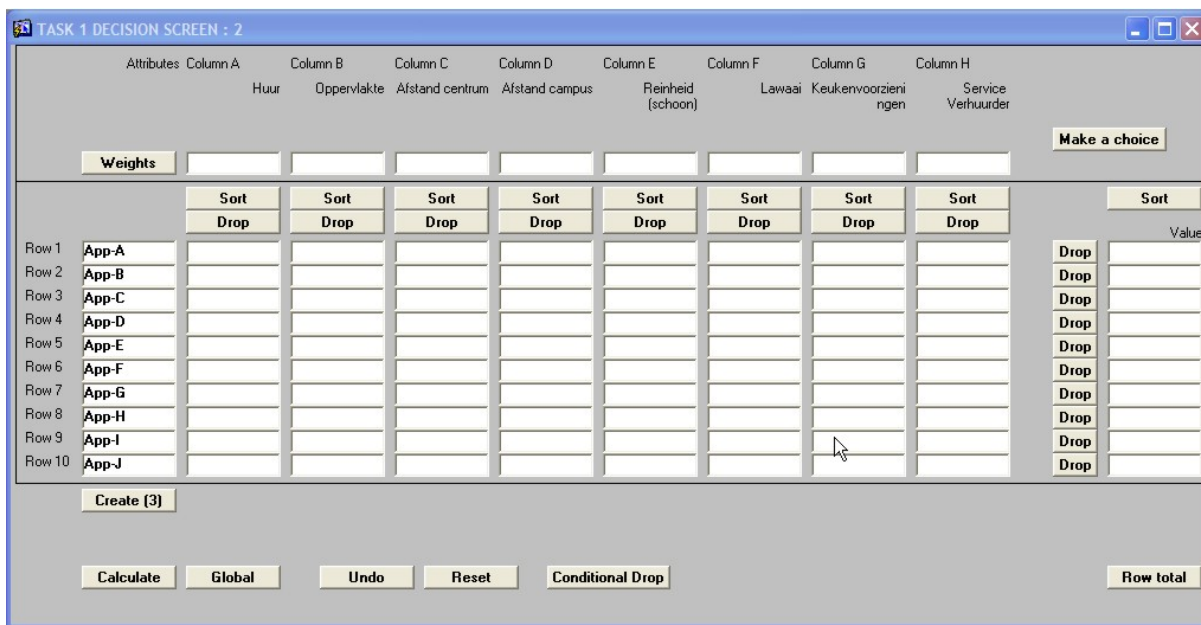 TASK 1 DECISION SCREEN : 2
Attributes Column A Column B Column C Column D Column E Column F Column G Column H
Huur Oppervlakte Afstand centrum Afstand campus Reinheid Lawaai Keukenvoorzieni Service
(schoon) ngen Verhuurder
Make a choice
Weights
Sort Sort Sort Sort Sort Sort Sort Sort Sort
Drop Drop Drop Drop Drop Drop Drop Drop
Value
Row 1 App-A Drop
Row 2 App-B Drop
Row 3 App-C Drop
Row 4 App-D Drop
Row 5 App-E Drop
Row 6 App-F Drop
Row 7 App-G Drop
Row 8 App-H Drop
Row 9 App-I Drop
Row 10 App-J Drop
Create (3)
Calculate Global Undo Reset Conditional Drop Row total